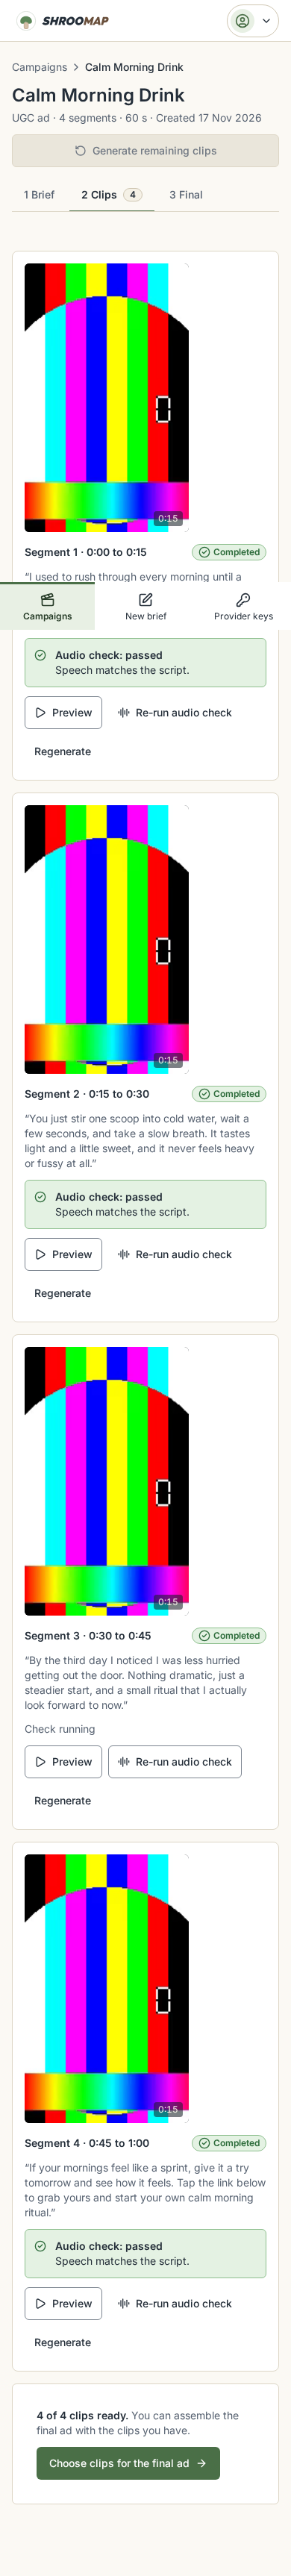 SHROOMAP
Campaigns > Calm Morning Drink
Calm Morning Drink
UGC ad · 4 segments · 60 s · Created 17 Nov 2026
Generate remaining clips
1 Brief 2 Clips 4 3 Final
0
0:15
Segment 1 · 0:00 to 0:15 Completed
“I used to rush through every morning until a
Campaigns New brief Provider keys
Audio check: passed
Speech matches the script.
Preview Re-run audio check
Regenerate
0
0:15
Segment 2 · 0:15 to 0:30 Completed
“You just stir one scoop into cold water, wait a
few seconds, and take a slow breath. It tastes
light and a little sweet, and it never feels heavy
or fussy at all.”
Audio check: passed
Speech matches the script.
Preview Re-run audio check
Regenerate
0
0:15
Segment 3 · 0:30 to 0:45 Completed
“By the third day I noticed I was less hurried
getting out the door. Nothing dramatic, just a
steadier start, and a small ritual that I actually
look forward to now.”
Check running
Preview Re-run audio check
Regenerate
0
0:15
Segment 4 · 0:45 to 1:00 Completed
“If your mornings feel like a sprint, give it a try
tomorrow and see how it feels. Tap the link below
to grab yours and start your own calm morning
ritual.”
Audio check: passed
Speech matches the script.
Preview Re-run audio check
Regenerate
4 of 4 clips ready. You can assemble the
final ad with the clips you have.
Choose clips for the final ad →